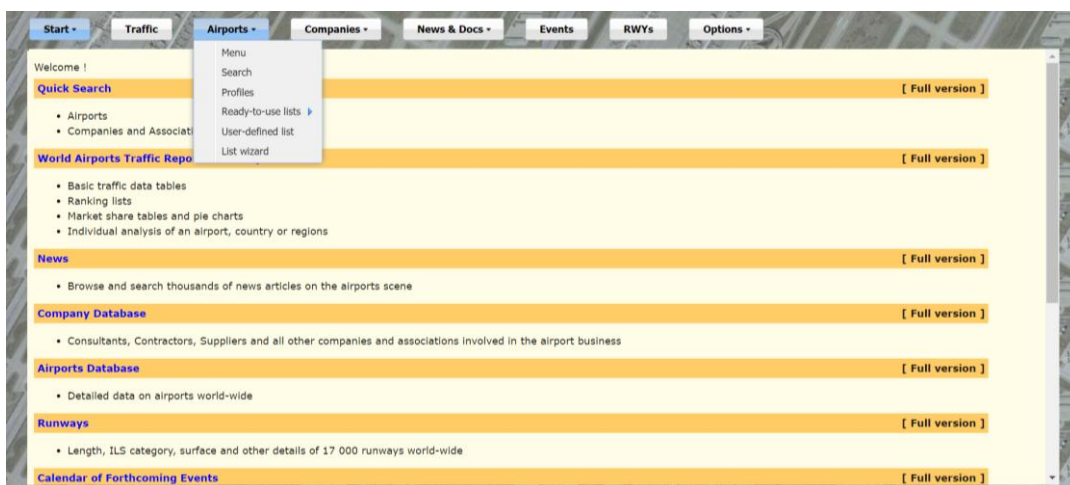 Start Traffic Airports Companies News & Docs Events RWYs Options
Menu
Search
Profiles
Ready-to-use lists
User-defined list
List wizard
Welcome !
Quick Search [ Full version ]
• Airports
• Companies and Associati
World Airports Traffic Repo [ Full version ]
• Basic traffic data tables
• Ranking lists
• Market share tables and pie charts
• Individual analysis of an airport, country or regions
News [ Full version ]
• Browse and search thousands of news articles on the airports scene
Company Database [ Full version ]
• Consultants, Contractors, Suppliers and all other companies and associations involved in the airport business
Airports Database [ Full version ]
• Detailed data on airports world-wide
Runways [ Full version ]
• Length, ILS category, surface and other details of 17 000 runways world-wide
Calendar of Forthcoming Events [ Full version ]